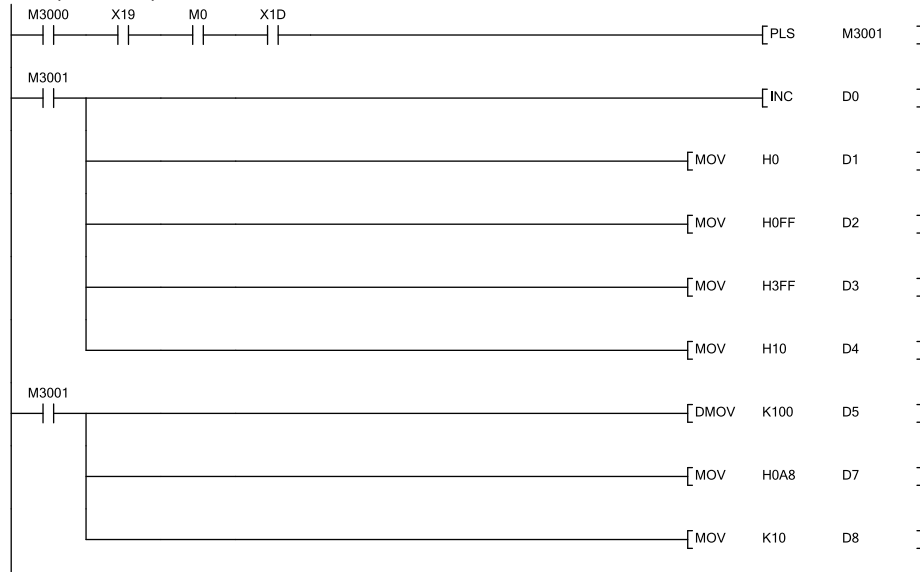 M3000 X19 M0 X1D
[PLS M3001 ]
M3001
[INC D0 ]
[MOV H0 D1 ]
[MOV H0FF D2 ]
[MOV H3FF D3 ]
[MOV H10 D4 ]
M3001
[DMOV K100 D5 ]
[MOV H0A8 D7 ]
[MOV K10 D8 ]